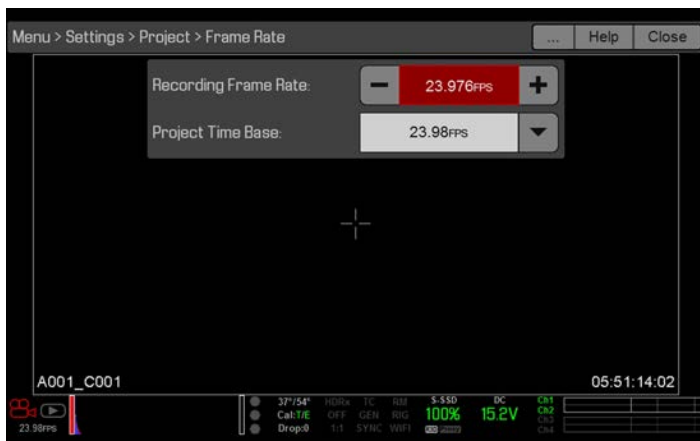 Menu > Settings > Project > Frame Rate ... Help Close
Recording Frame Rate: − 23.976FPS +
Project Time Base: 23.98FPS
A001_C001 05:51:14:02
37°/54° HDRx TC RM S-SSD DC Ch1
Cal:T/E OFF GEN RIG 100% 15.2V Ch2
23.98FPS Drop:0 1:1 SYNC WIFI Ch3
Ch4